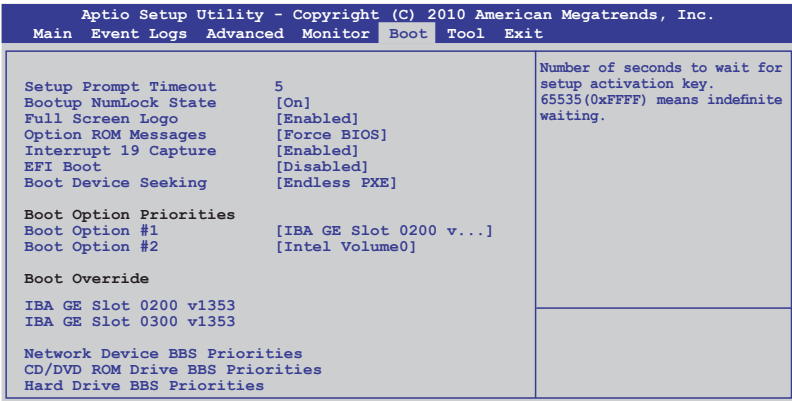 Aptio Setup Utility - Copyright (C) 2010 American Megatrends, Inc.
Main Event Logs Advanced Monitor Boot Tool Exit
Setup Prompt Timeout 5
Bootup NumLock State [On]
Full Screen Logo [Enabled]
Option ROM Messages [Force BIOS]
Interrupt 19 Capture [Enabled]
EFI Boot [Disabled]
Boot Device Seeking [Endless PXE]
Boot Option Priorities
Boot Option #1 [IBA GE Slot 0200 v...]
Boot Option #2 [Intel Volume0]
Boot Override
IBA GE Slot 0200 v1353
IBA GE Slot 0300 v1353
Network Device BBS Priorities
CD/DVD ROM Drive BBS Priorities
Hard Drive BBS Priorities
Number of seconds to wait for
setup activation key.
65535(0xFFFF) means indefinite
waiting.